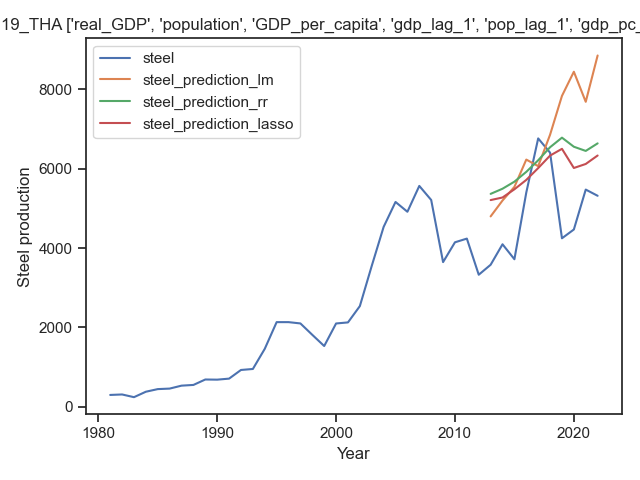 19_THA ['real_GDP', 'population', 'GDP_per_capita', 'gdp_lag_1', 'pop_lag_1', 'gdp_pc_
steel
steel_prediction_lm
steel_prediction_rr
steel_prediction_lasso
Steel production
8000
6000
4000
2000
0
1980
1990
2000
2010
2020
Year